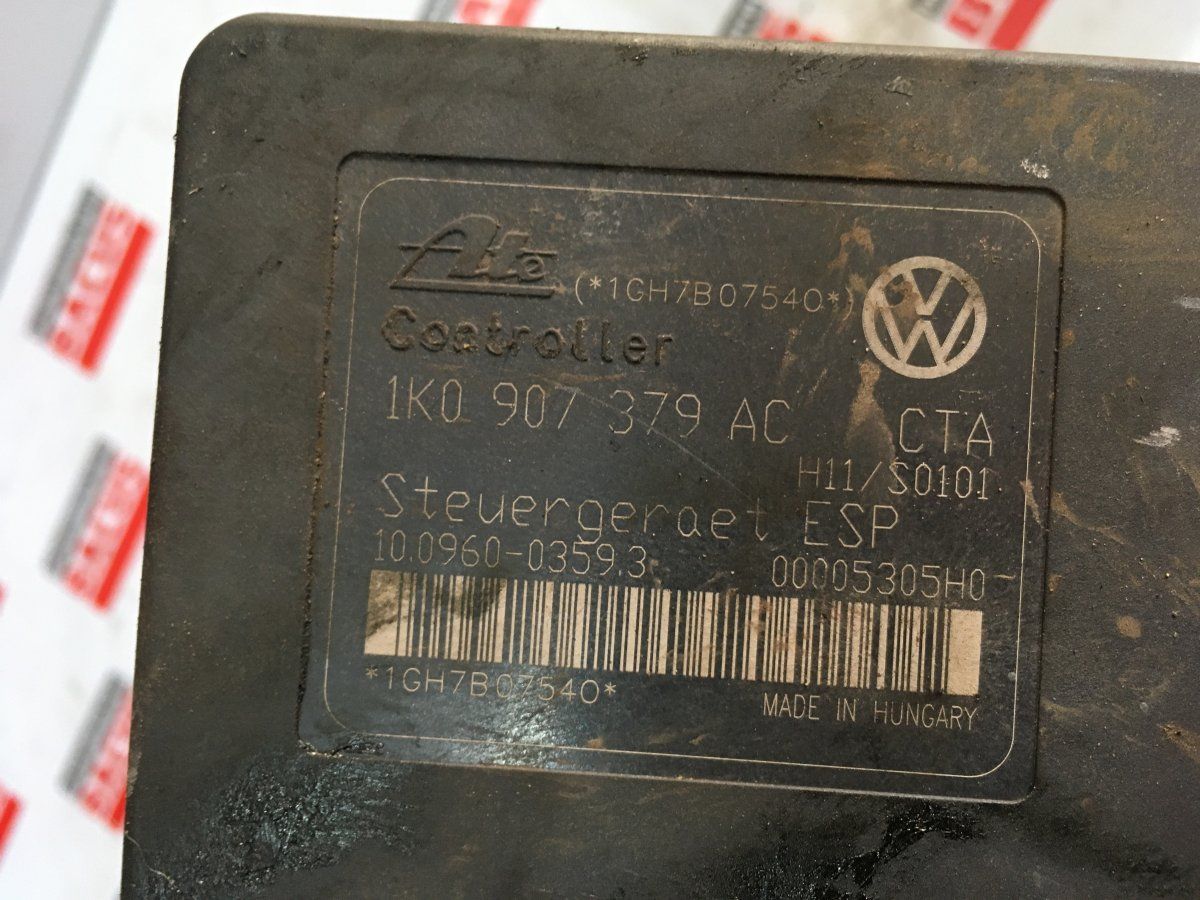 Ate (*1GH7B07540*)
Controller
1K0 907 379 AC CTA
H11/S0101
Steuergeraet ESP
10.0960-0359.3 00005305H0
*1GH7B07540*
MADE IN HUNGARY